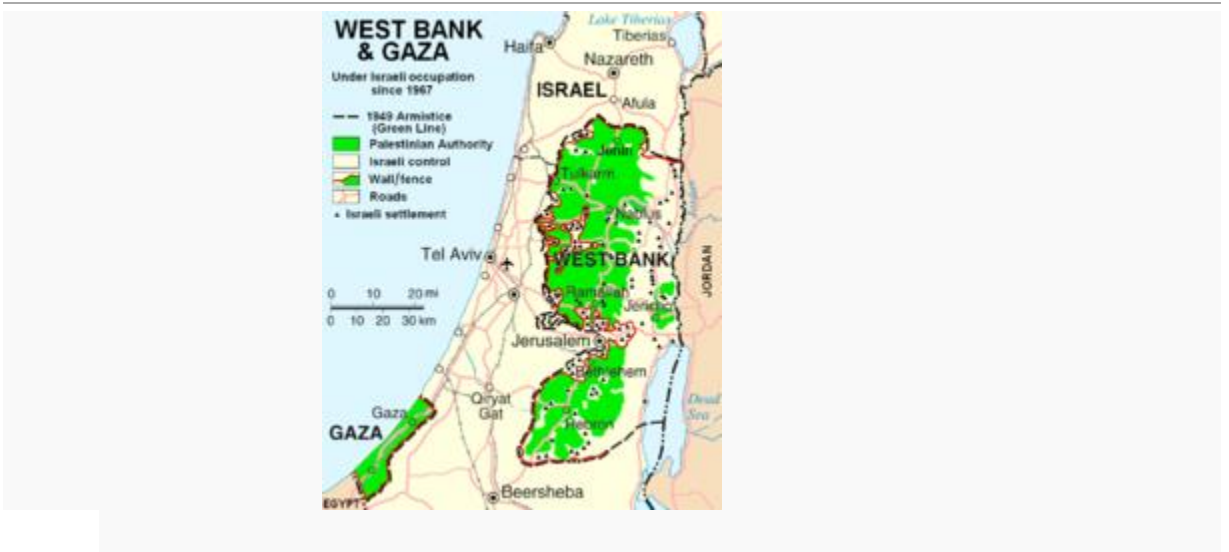 WEST BANK
& GAZA
Under Israeli occupation
since 1967
1949 Armistice
(Green Line)
Palestinian Authority
Israeli control
Wall/fence
Roads
Israeli settlement
Lake Tiberias
Tiberias
Haifa
Nazareth
ISRAEL
Afula
Jenin
Tulkarm
Nablus
Jordan
Tel Aviv
WEST BANK
JORDAN
0 10 20 mi
0 10 20 30 km
Ramallah
Jericho
Jerusalem
Bethlehem
Qiryat
Gat
Dead
Sea
Gaza
GAZA
Hebron
Beersheba
EGYPT